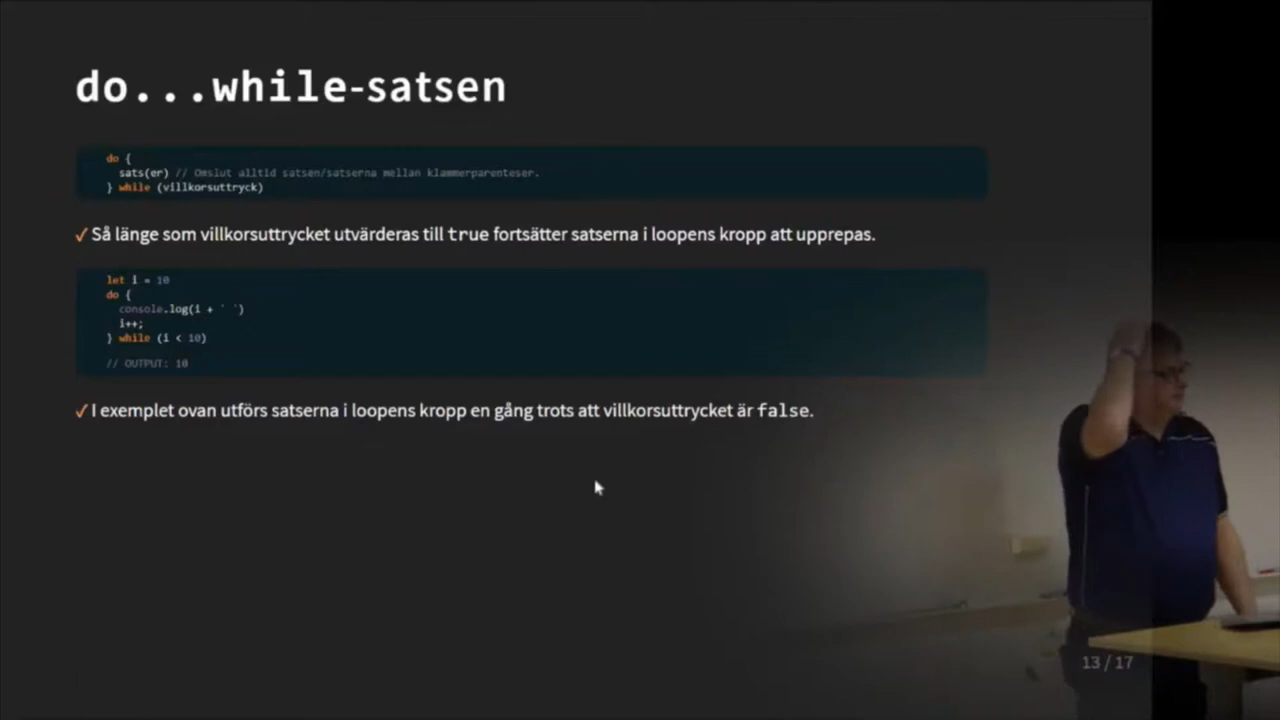 do...while-satsen
do {
sats(er) // Omslut alltid satsen/satserna mellan klammerparenteser.
} while (villkorsuttryck)
✓ Så länge som villkorsuttrycket utvärderas till true fortsätter satserna i loopens kropp att upprepas.
let i = 10
do {
console.log(i + ' ')
i++;
} while (i < 10)
// OUTPUT: 10
✓ I exemplet ovan utförs satserna i loopens kropp en gång trots att villkorsuttrycket är false.
13 / 17